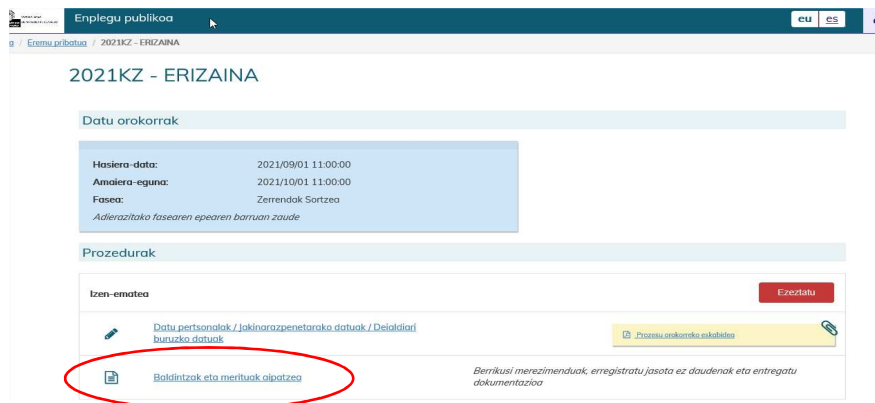 Enplegu publikoa
eu es
a / Eremu pribatua / 2021KZ - ERIZAINA
2021KZ - ERIZAINA
Datu orokorrak
Hasiera-data: 2021/09/01 11:00:00
Amaiera-eguna: 2021/10/01 11:00:00
Fasea: Zerrendak Sortzea
Adierazitako fasearen epearen barruan zaude
Prozedurak
Izen-ematea Ezeztatu
Datu pertsonalak / Jakinarazpenetarako datuak / Deialdiari
buruzko datuak
Prozesu orokorreko eskabidea
Baldintzak eta merituak aipatzea
Berrikusi merezimenduak, erregistratu jasota ez daudenak eta entregatu
dokumentazioa